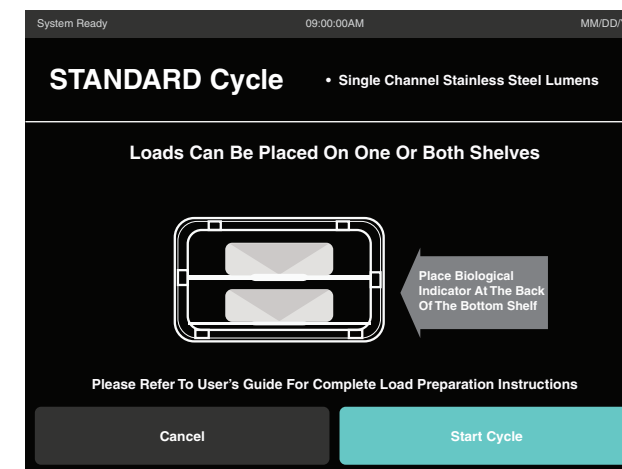 System Ready 09:00:00AM MM/DD/
STANDARD Cycle • Single Channel Stainless Steel Lumens
Loads Can Be Placed On One Or Both Shelves
Place Biological
Indicator At The Back
Of The Bottom Shelf
Please Refer To User’s Guide For Complete Load Preparation Instructions
Cancel Start Cycle